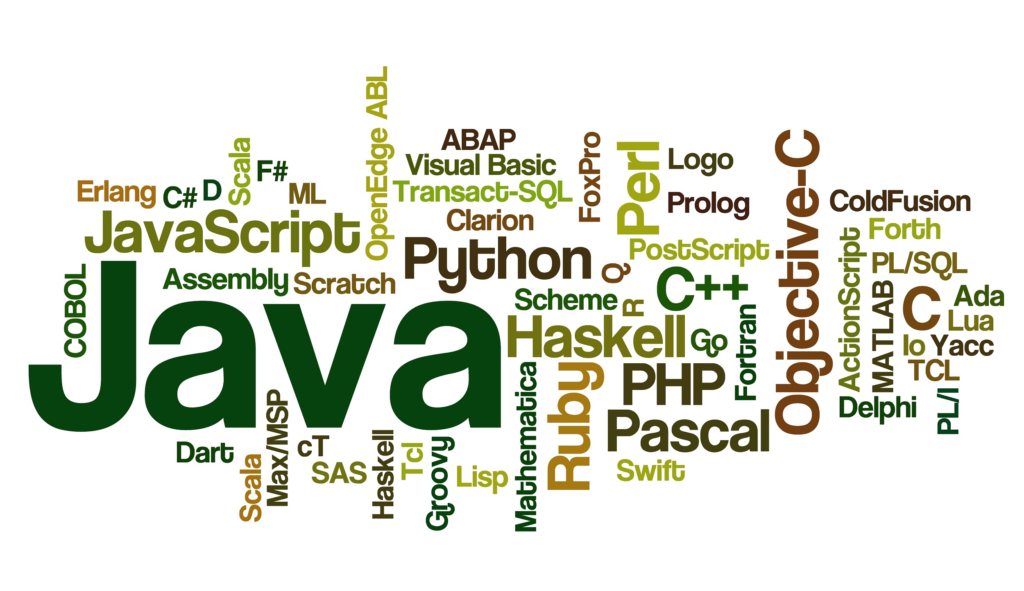 OpenEdge ABL
ABAP
Visual Basic
FoxPro
Perl
Logo
Objective-C
Scala
F#
Erlang
C#
D
ML
Transact-SQL
Prolog
ColdFusion
JavaScript
Clarion
Forth
Python
PostScript
PL/SQL
COBOL
Assembly
Scratch
Q
C++
ActionScript
MATLAB
C
Ada
Java
Scheme
R
Lua
Haskell
Go
Fortran
Io
Yacc
TCL
Mathematica
Ruby
PHP
Delphi
PL/I
Pascal
Dart
Scala
Max/MSP
cT
SAS
Haskell
Tcl
Groovy
Lisp
Swift